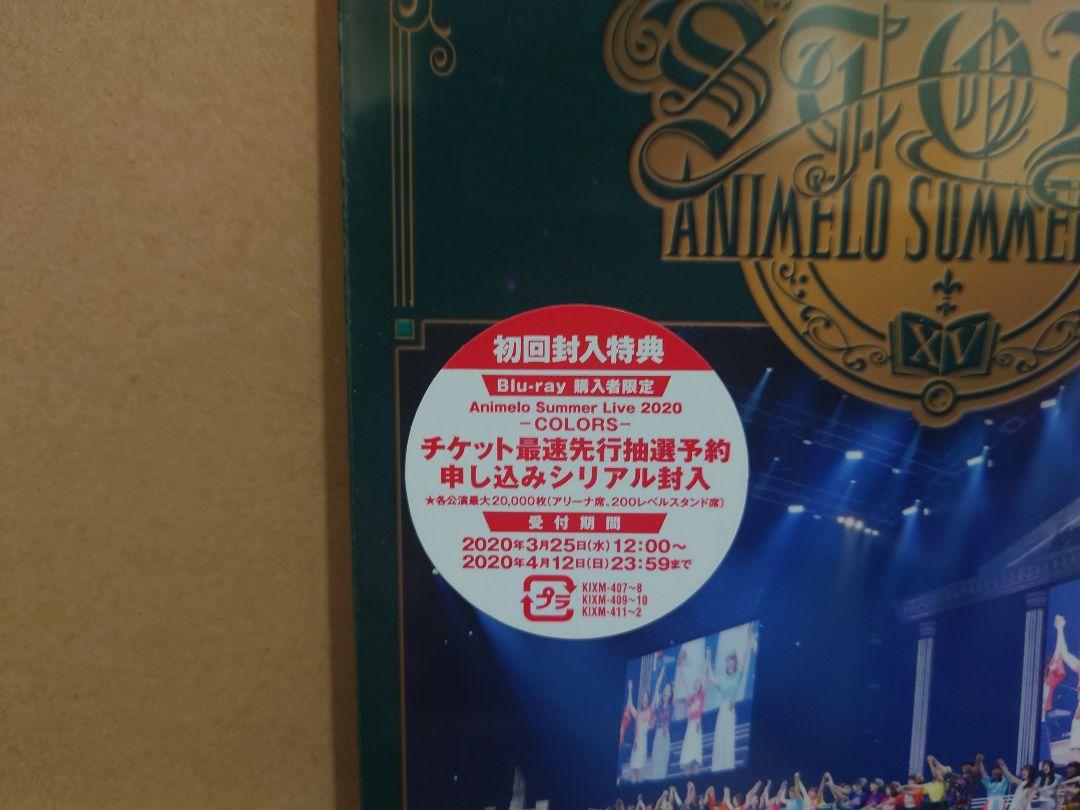 ANIMELO SUMMER
XV
初回封入特典
Blu-ray 購入者限定
Animelo Summer Live 2020
-COLORS-
チケット最速先行抽選予約
申し込みシリアル封入
★各公演最大20,000枚(アリーナ席、200レベルスタンド席)
受付期間
2020年3月25日(水)12:00~
2020年4月12日(日)23:59まで
プラ
KIXM-407~8
KIXM-409~10
KIXM-411~2